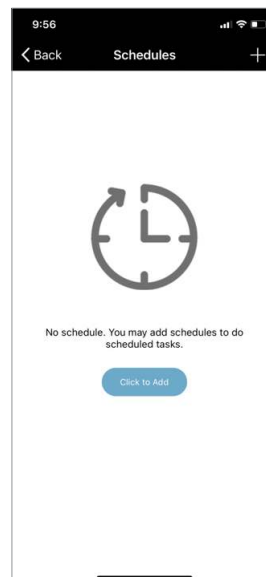 9:56
Back Schedules +
No schedule. You may add schedules to do
scheduled tasks.
Click to Add